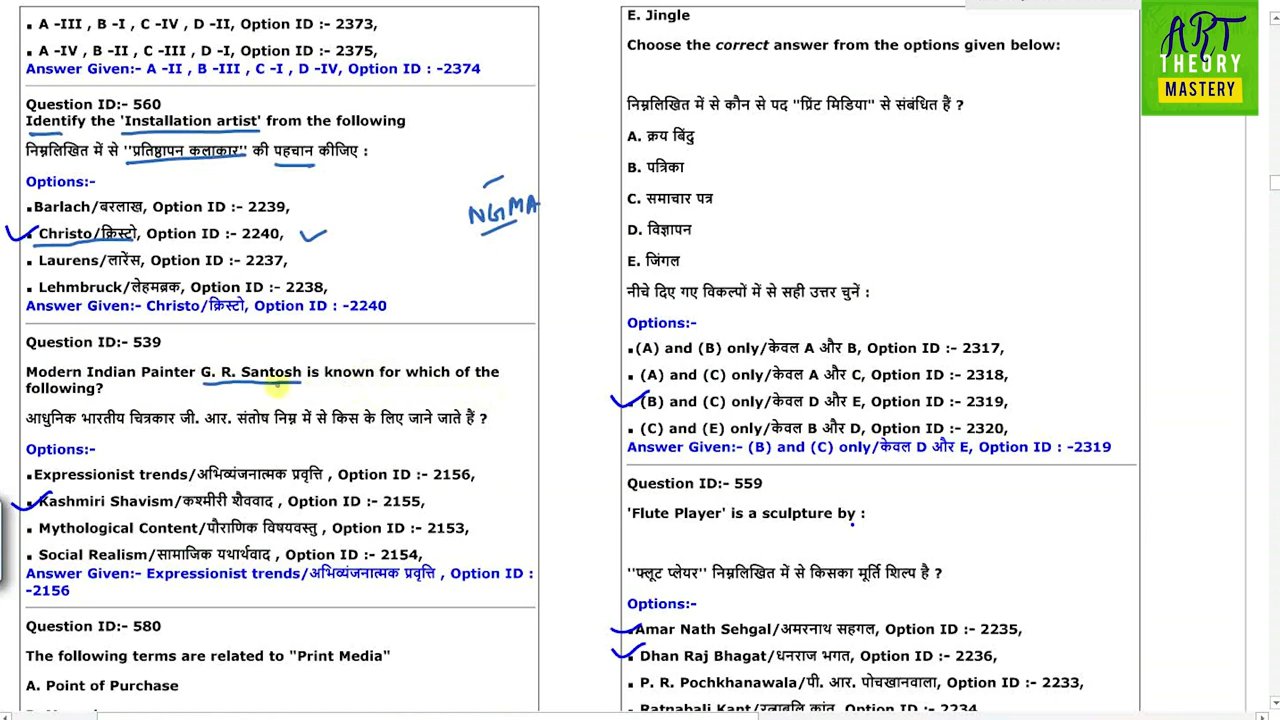 ▪ A -III , B -I , C -IV , D -II, Option ID :- 2373,
▪ A -IV , B -II , C -III , D -I, Option ID :- 2375,
Answer Given:- A -II , B -III , C -I , D -IV, Option ID : -2374
Question ID:- 560
Identify the 'Installation artist' from the following
निम्नलिखित में से "प्रतिष्ठापन कलाकार" की पहचान कीजिए :
Options:-
▪Barlach/बरलाख, Option ID :- 2239,
▪ Christo/क्रिस्टो, Option ID :- 2240,
▪ Laurens/लारेंस, Option ID :- 2237,
▪ Lehmbruck/लेहमब्रक, Option ID :- 2238,
Answer Given:- Christo/क्रिस्टो, Option ID : -2240
NGMA
Question ID:- 539
Modern Indian Painter G. R. Santosh is known for which of the
following?
आधुनिक भारतीय चित्रकार जी. आर. संतोष निम्न में से किस के लिए जाने जाते हैं ?
Options:-
▪Expressionist trends/अभिव्यंजनात्मक प्रवृत्ति , Option ID :- 2156,
▪ Kashmiri Shavism/कश्मीरी शैववाद , Option ID :- 2155,
▪ Mythological Content/पौराणिक विषयवस्तु , Option ID :- 2153,
▪ Social Realism/सामाजिक यथार्थवाद , Option ID :- 2154,
Answer Given:- Expressionist trends/अभिव्यंजनात्मक प्रवृत्ति , Option ID :
-2156
Question ID:- 580
The following terms are related to "Print Media"
A. Point of Purchase
E. Jingle
Choose the correct answer from the options given below:
निम्नलिखित में से कौन से पद "प्रिंट मिडिया" से संबंधित हैं ?
A. क्रय बिंदु
B. पत्रिका
C. समाचार पत्र
D. विज्ञापन
E. जिंगल
नीचे दिए गए विकल्पों में से सही उत्तर चुनें :
Options:-
▪(A) and (B) only/केवल A और B, Option ID :- 2317,
▪ (A) and (C) only/केवल A और C, Option ID :- 2318,
▪ (B) and (C) only/केवल D और E, Option ID :- 2319,
▪ (C) and (E) only/केवल B और D, Option ID :- 2320,
Answer Given:- (B) and (C) only/केवल D और E, Option ID : -2319
Question ID:- 559
'Flute Player' is a sculpture by :
"फ्लूट प्लेयर" निम्नलिखित में से किसका मूर्ति शिल्प है ?
Options:-
▪Amar Nath Sehgal/अमरनाथ सहगल, Option ID :- 2235,
▪ Dhan Raj Bhagat/धनराज भगत, Option ID :- 2236,
▪ P. R. Pochkhanawala/पी. आर. पोचखानवाला, Option ID :- 2233,
▪ Ratnabali Kant/रत्नाबलि कांत, Option ID :- 2234
ART
THEORY
MASTERY